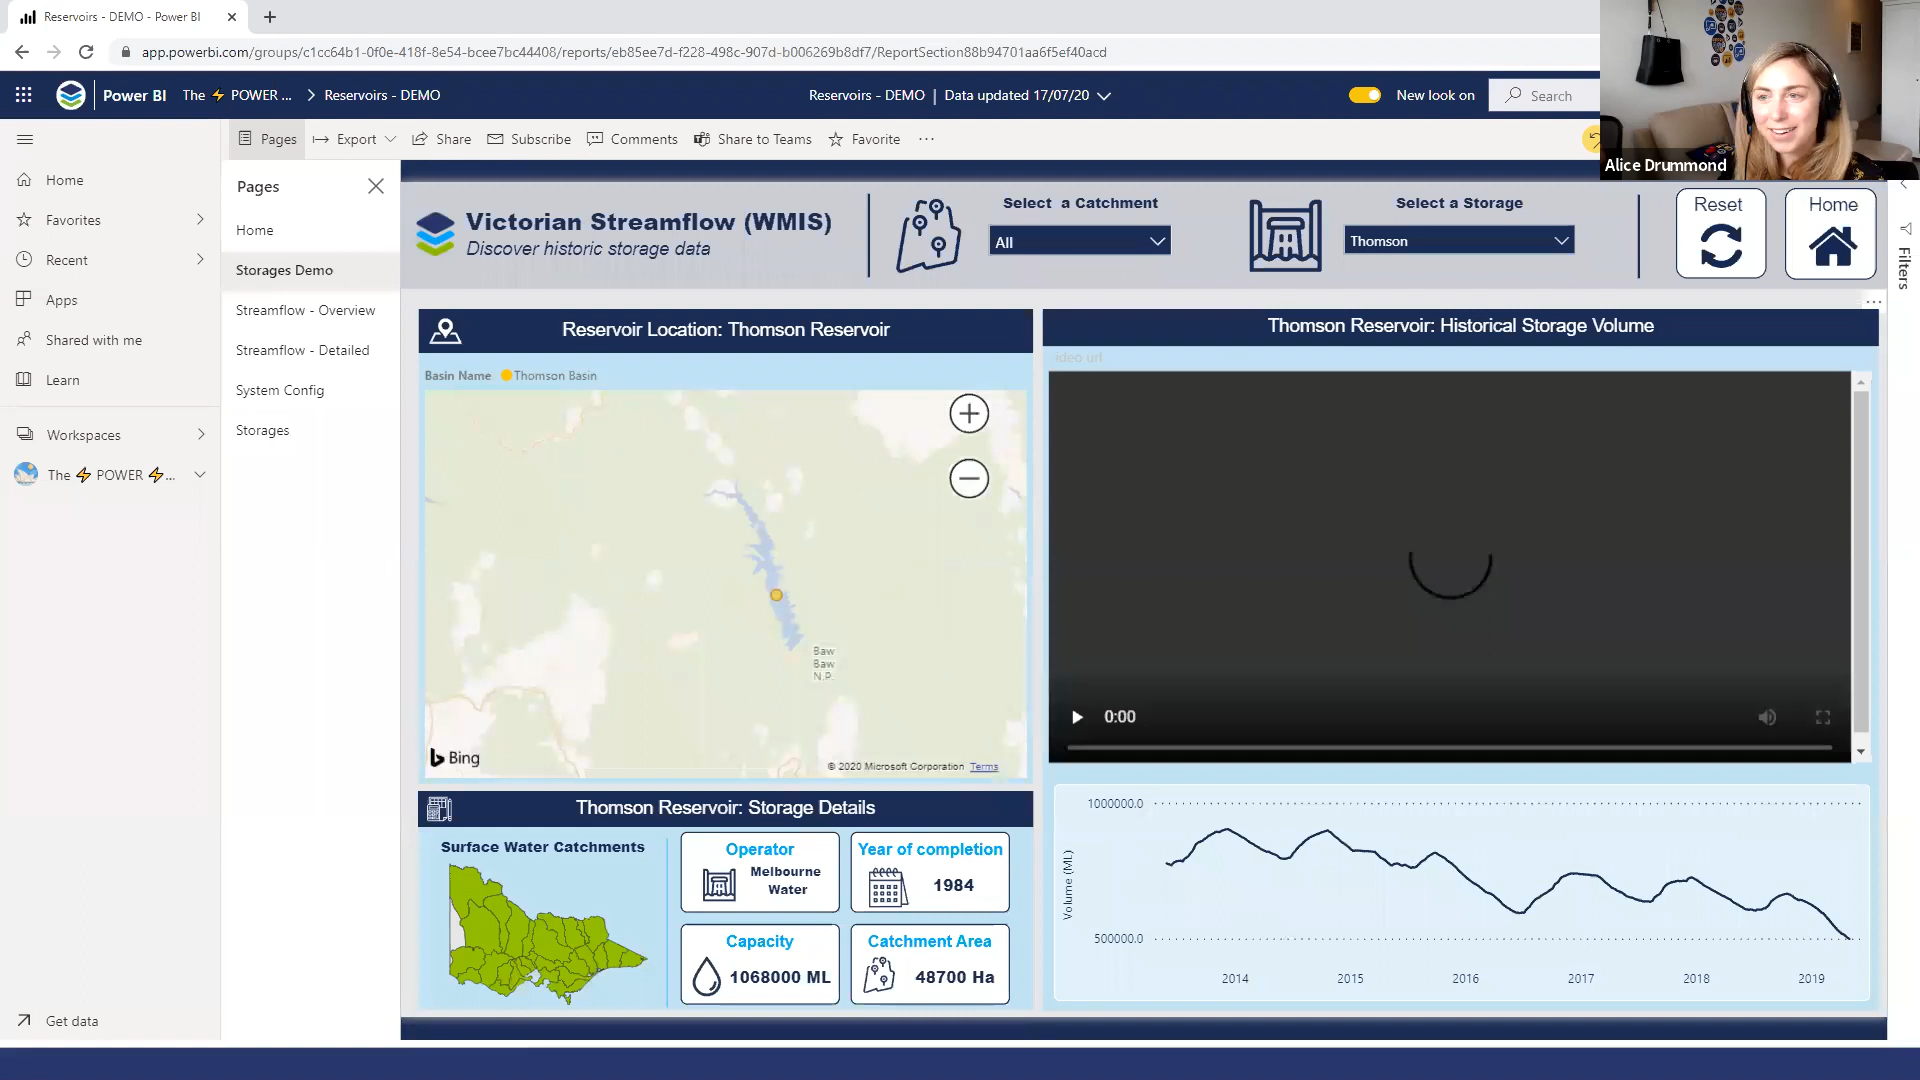 Reservoirs - DEMO - Power BI
app.powerbi.com/groups/c1cc64b1-0f0e-418f-8e54-bcee7bc44408/reports/eb85ee7d-f228-498c-907d-b006269b8df7/ReportSection88b94701aa6f5ef40acd
Power BI The ⚡ POWER ... > Reservoirs - DEMO
Reservoirs - DEMO | Data updated 17/07/20
New look on
Search
Alice Drummond
Pages Export Share Subscribe Comments Share to Teams Favorite ...
Home
Favorites
Recent
Apps
Shared with me
Learn
Workspaces
The ⚡ POWER ⚡...
Get data
Pages
Home
Storages Demo
Streamflow - Overview
Streamflow - Detailed
System Config
Storages
Victorian Streamflow (WMIS)
Discover historic storage data
Select a Catchment
All
Select a Storage
Thomson
Reset
Home
Filters
Reservoir Location: Thomson Reservoir
Basin Name Thomson Basin
Baw
Baw
N.P.
Bing
© 2020 Microsoft Corporation Terms
Thomson Reservoir: Historical Storage Volume
ideo url
0:00
Thomson Reservoir: Storage Details
Surface Water Catchments
Operator
Melbourne
Water
Year of completion
1984
Capacity
1068000 ML
Catchment Area
48700 Ha
1000000.0
Volume (ML)
500000.0
2014 2015 2016 2017 2018 2019